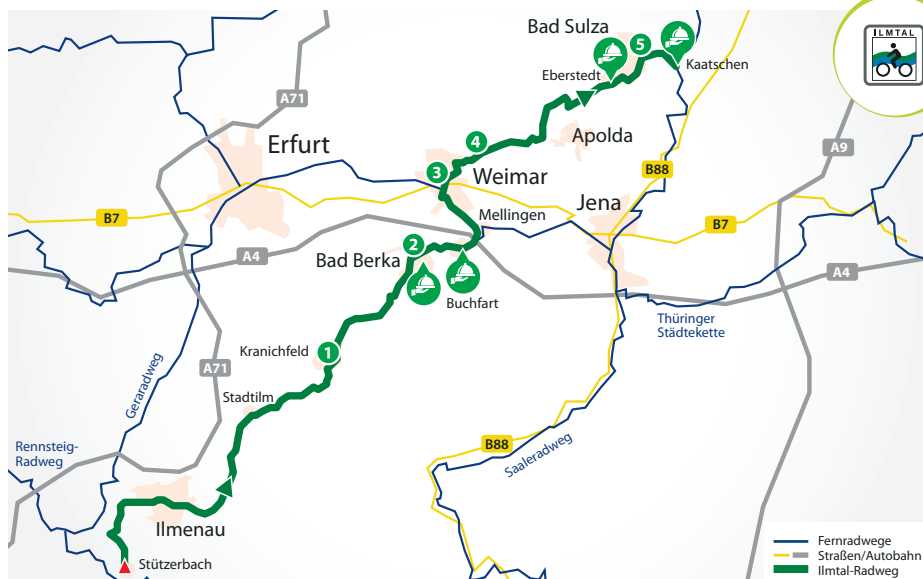 ILMTAL
Bad Sulza
5
Kaatschen
Eberstedt
A71
Erfurt
4
Apolda
A9
B88
3
Weimar
Jena
B7
Mellingen
B7
2
A4
Bad Berka
A4
Buchfart
Thüringer
Städtekette
Kranichfeld
1
A71
Geraradweg
Stadtilm
Rennsteig-
Radweg
B88
Saaleradweg
Ilmenau
Stützerbach
Fernradwege
Straßen/Autobahn
Ilmtal-Radweg